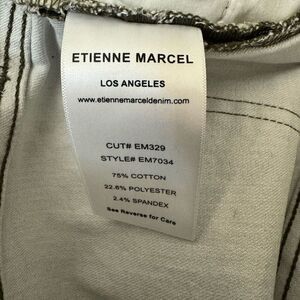 ETIENNE MARCEL
LOS ANGELES
www.etiennemarceldenim.com
CUT# EM329
STYLE# EM7034
75% COTTON
22.6% POLYESTER
2.4% SPANDEX
See Reverse for Care